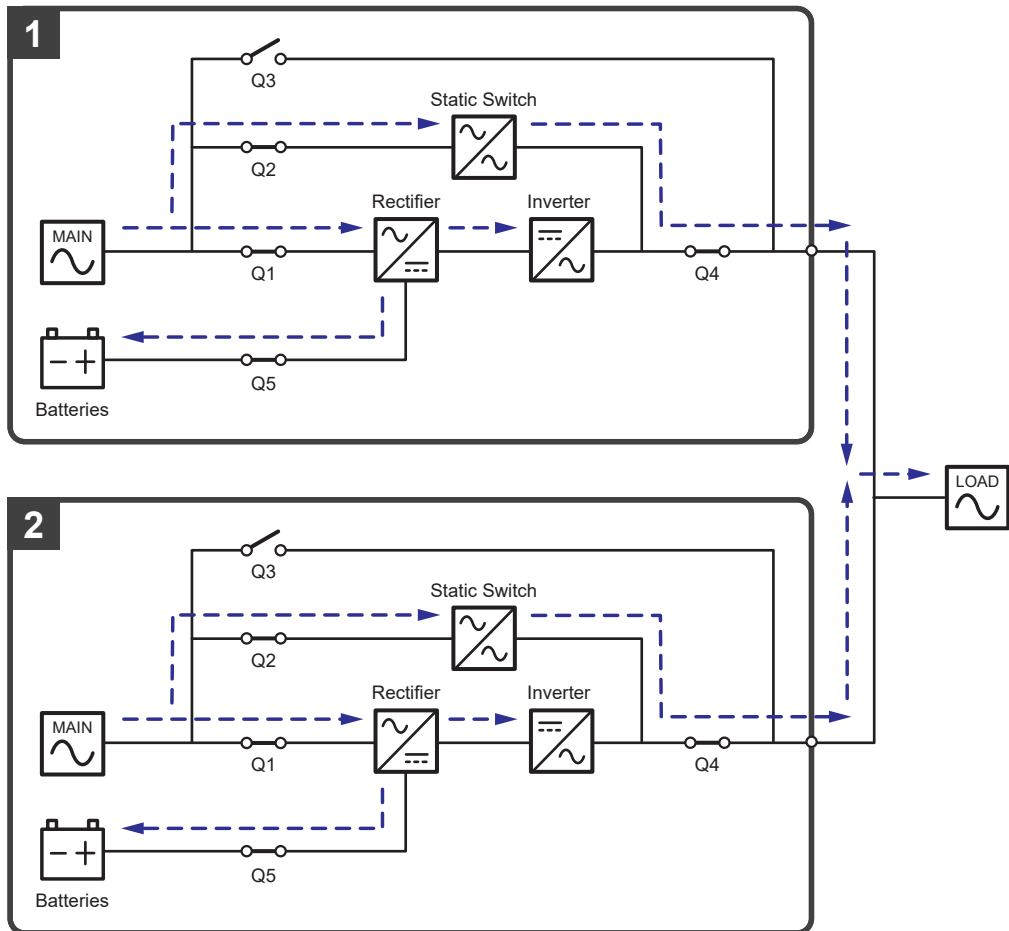 1
Q3
Static Switch
Q2
Rectifier
Inverter
MAIN
Q1
Q4
Q5
Batteries
LOAD
2
Q3
Static Switch
Q2
Rectifier
Inverter
MAIN
Q1
Q4
Q5
Batteries